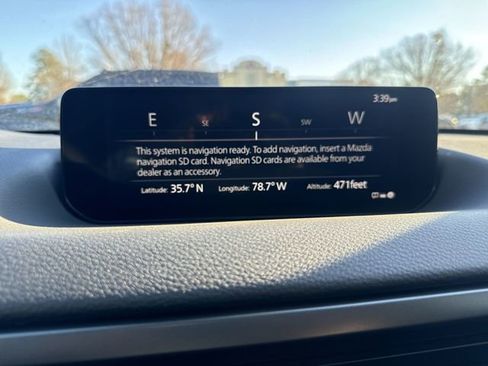 3:39pm
E SE S SW W
This system is navigation ready. To add navigation, insert a Mazda
navigation SD card. Navigation SD cards are available from your
dealer as an accessory.
Latitude: 35.7° N Longitude: 78.7° W Altitude: 471feet